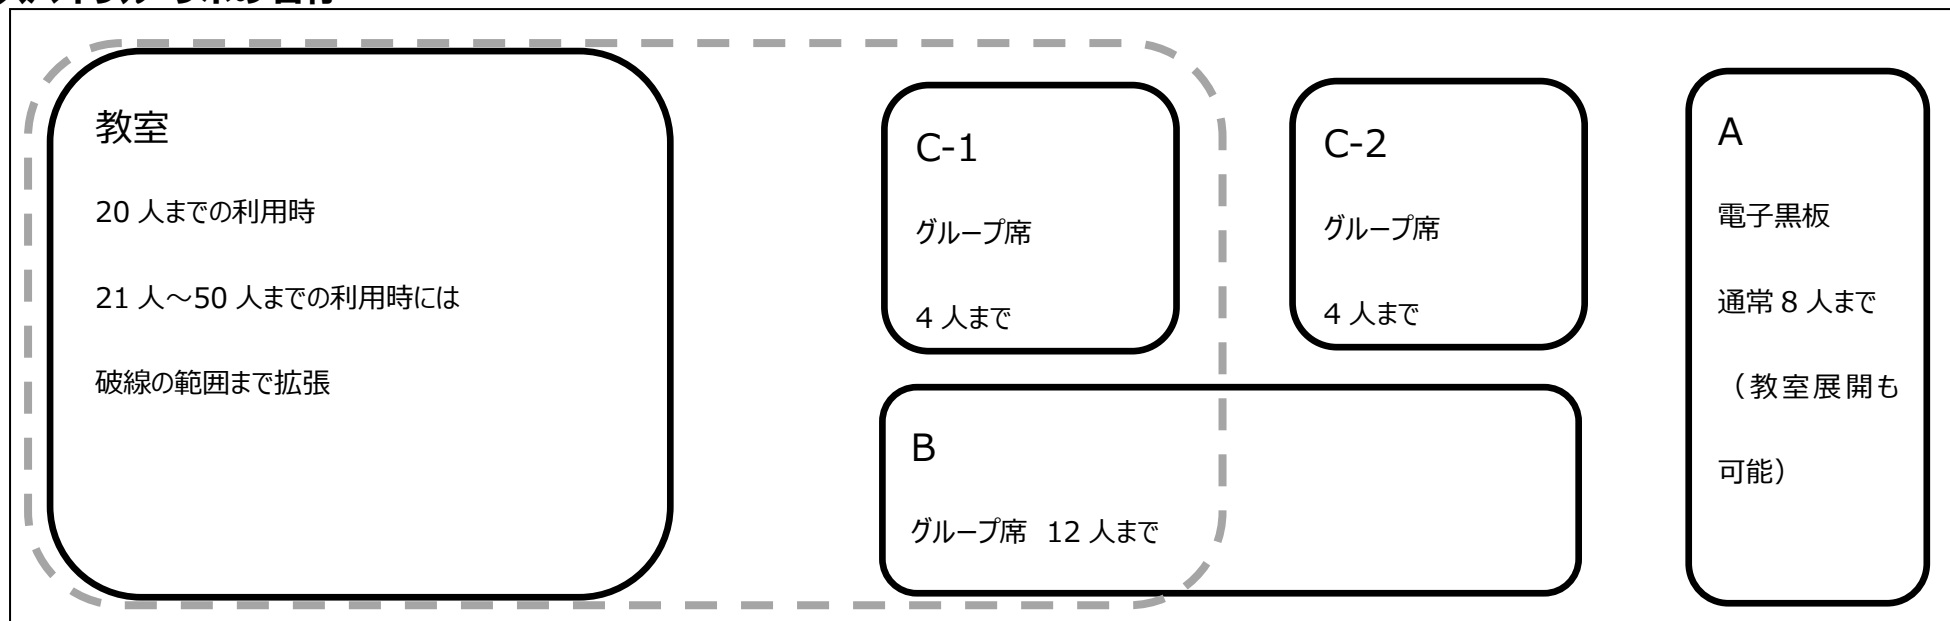 教室
20 人までの利用時
21 人～50 人までの利用時には
破線の範囲まで拡張
C-1
グループ席
4 人まで
C-2
グループ席
4 人まで
B
グループ席 12 人まで
A
電子黒板
通常 8 人まで
（教室展開も
可能）